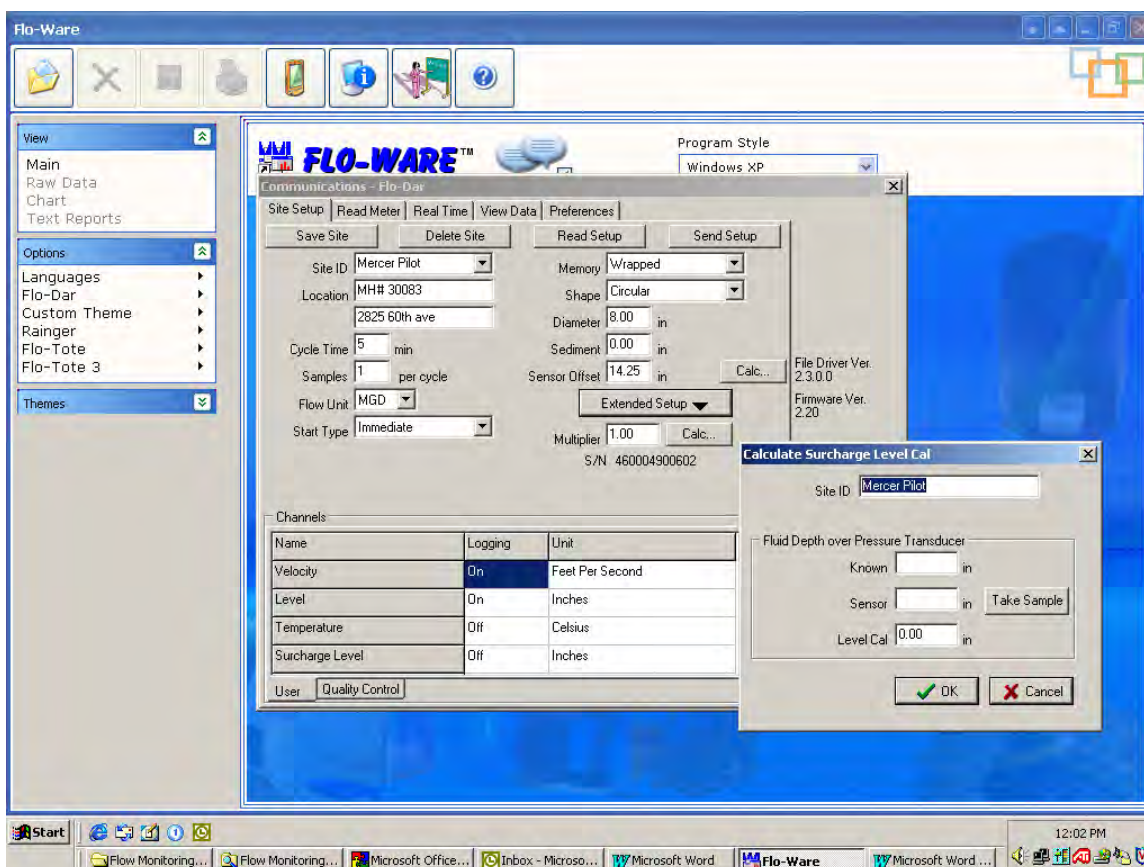 Flo-Ware
View
Main
Raw Data
Chart
Text Reports
Options
Languages
Flo-Dar
Custom Theme
Rainger
Flo-Tote
Flo-Tote 3
Themes
FLO-WARE™
Program Style
Windows XP
Communications - Flo-Dar
Site Setup Read Meter Real Time View Data Preferences
Save Site Delete Site Read Setup Send Setup
Site ID Mercer Pilot
Location MH# 30083
2825 60th ave
Cycle Time 5 min
Samples 1 per cycle
Flow Unit MGD
Start Type Immediate
Memory Wrapped
Shape Circular
Diameter 8.00 in
Sediment 0.00 in
Sensor Offset 14.25 in Calc...
Extended Setup
Multiplier 1.00 Calc...
S/N 460004900602
File Driver Ver.
2.3.0.0
Firmware Ver.
2.20
Channels
Name Logging Unit
Velocity On Feet Per Second
Level On Inches
Temperature Off Celsius
Surcharge Level Off Inches
User Quality Control
Calculate Surcharge Level Cal
Site ID Mercer Pilot
Fluid Depth over Pressure Transducer
Known in
Sensor in Take Sample
Level Cal 0.00 in
OK Cancel
Start
12:02 PM
Flow Monitoring... Flow Monitoring... Microsoft Office... Inbox - Microso... Microsoft Word Flo-Ware Microsoft Word ...